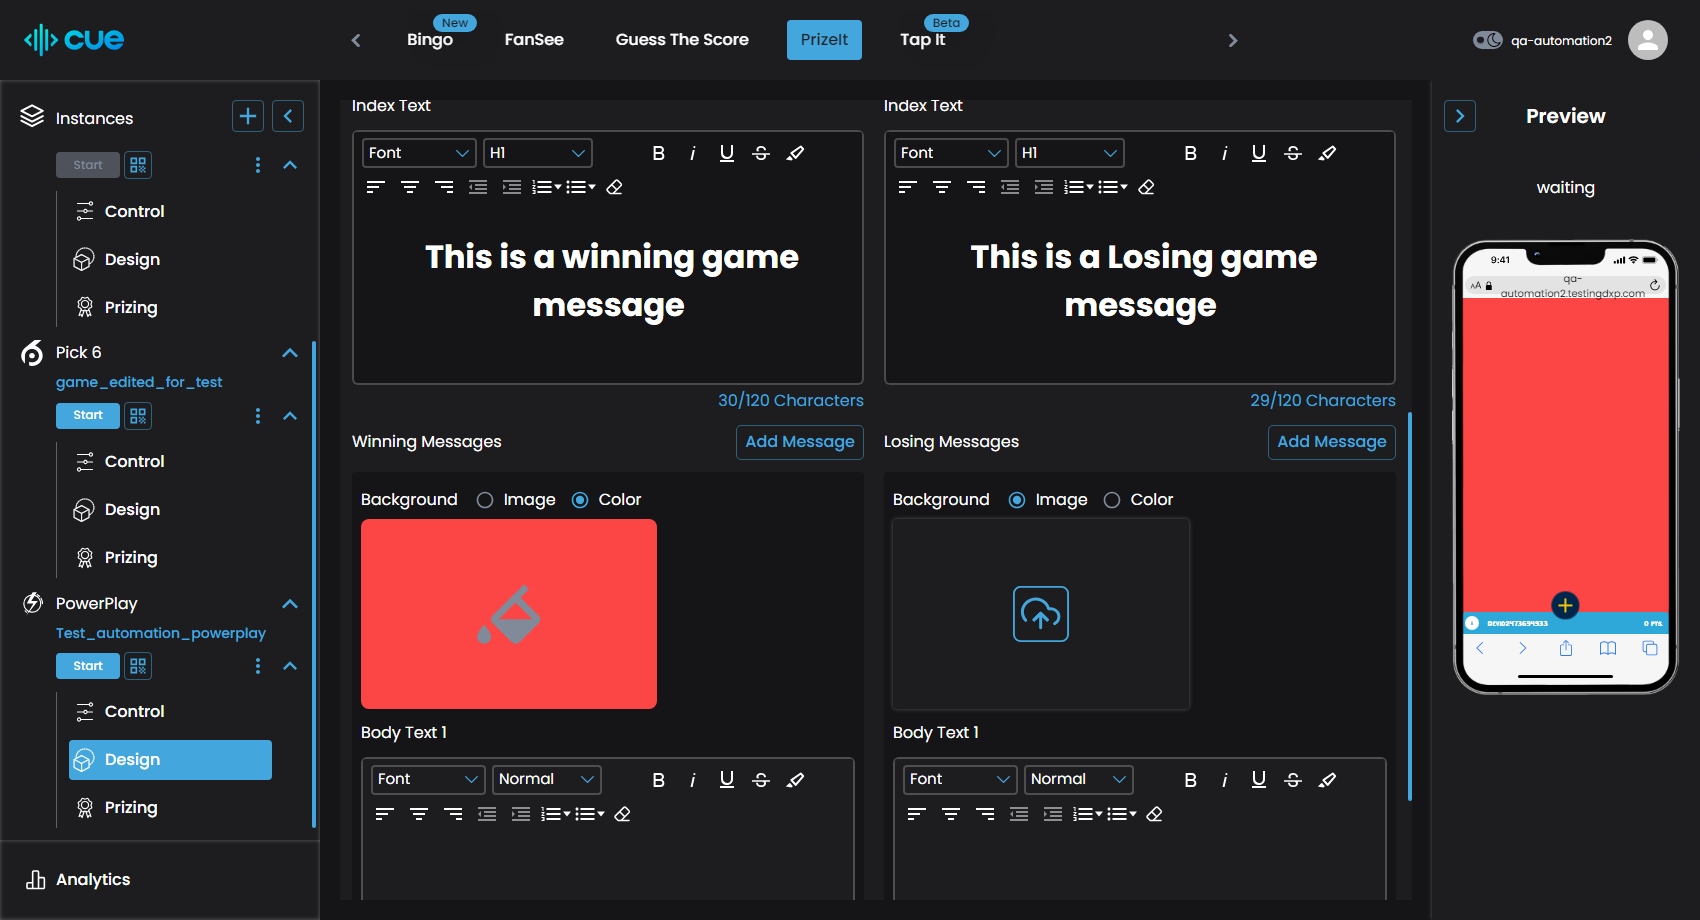 cue
Bingo
New
FanSee
Guess The Score
PrizeIt
Tap It
Beta
qa-automation2
Instances
Start
Control
Design
Prizing
Pick 6
game_edited_for_test
Start
Control
Design
Prizing
PowerPlay
Test_automation_powerplay
Start
Control
Design
Prizing
Analytics
Index Text
Font
H1
B i U S
This is a winning game
message
30/120 Characters
Winning Messages
Add Message
Background
Image
Color
Body Text 1
Font
Normal
B i U S
Index Text
Font
H1
B i U S
This is a Losing game
message
29/120 Characters
Losing Messages
Add Message
Background
Image
Color
Body Text 1
Font
Normal
B i U S
Preview
waiting
9:41
AA
qa-
automation2.testingdxp.com
0 PTS.